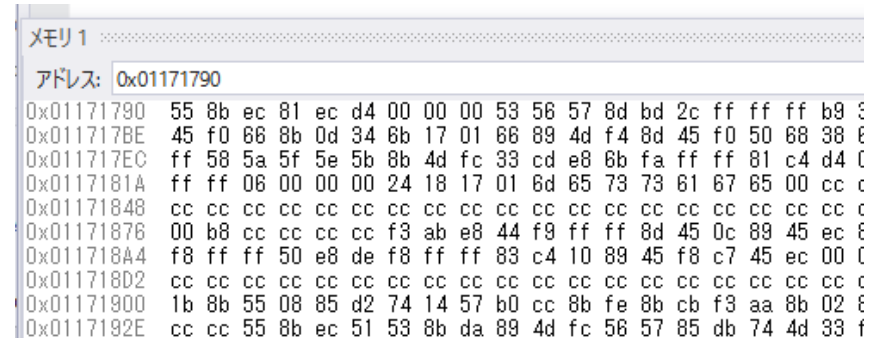 メモリ 1
アドレス: 0x01171790
0x01171790 55 8b ec 81 ec d4 00 00 00 53 56 57 8d bd 2c ff ff ff b9
0x011717BE 45 f0 66 8b 0d 34 6b 17 01 66 89 4d f4 8d 45 f0 50 68 38
0x011717EC ff 58 5a 5f 5e 5b 8b 4d fc 33 cd e8 6b fa ff ff 81 c4 d4
0x0117181A ff ff 06 00 00 00 24 18 17 01 6d 65 73 73 61 67 65 00 cc
0x01171848 cc cc cc cc cc cc cc cc cc cc cc cc cc cc cc cc cc cc cc
0x01171876 00 b8 cc cc cc cc f3 ab e8 44 f9 ff ff 8d 45 0c 89 45 ec
0x011718A4 f8 ff ff 50 e8 de f8 ff ff 83 c4 10 89 45 f8 c7 45 ec 00
0x011718D2 cc cc cc cc cc cc cc cc cc cc cc cc cc cc cc cc cc cc cc
0x01171900 1b 8b 55 08 85 d2 74 14 57 b0 cc 8b fe 8b cb f3 aa 8b 02
0x0117192E cc cc 55 8b ec 51 53 8b da 89 4d fc 56 57 85 db 74 4d 33